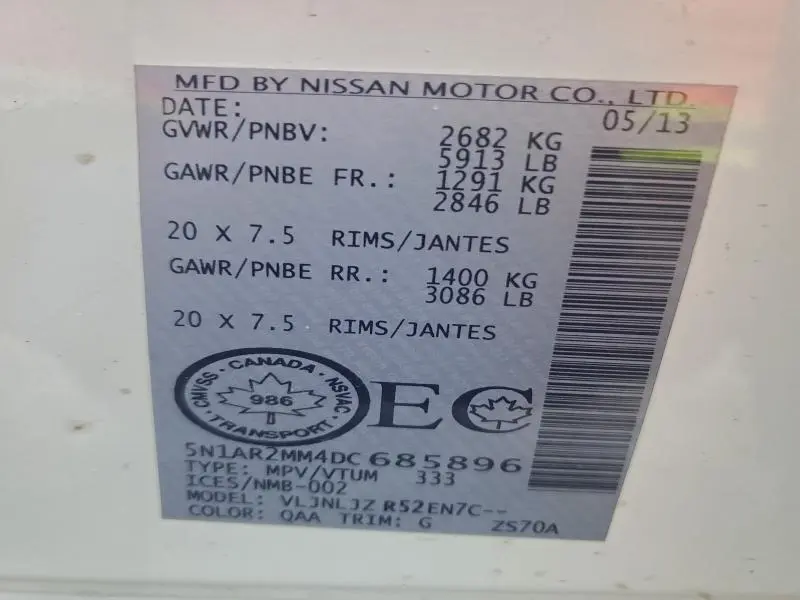 MFD BY NISSAN MOTOR CO., LTD.
DATE: 05/13
GVWR/PNBV: 2682 KG
5913 LB
GAWR/PNBE FR.: 1291 KG
2846 LB
20 X 7.5 RIMS/JANTES
GAWR/PNBE RR.: 1400 KG
3086 LB
20 X 7.5 RIMS/JANTES
CANADA
CMVSS 986 NSVAC
TRANSPORT
EC
5N1AR2MM4DC685896
TYPE: MPV/VTUM 333
ICES/NMB-002
MODEL: VLJNLJZ R52EN7C--
COLOR: QAA TRIM: G ZS70A